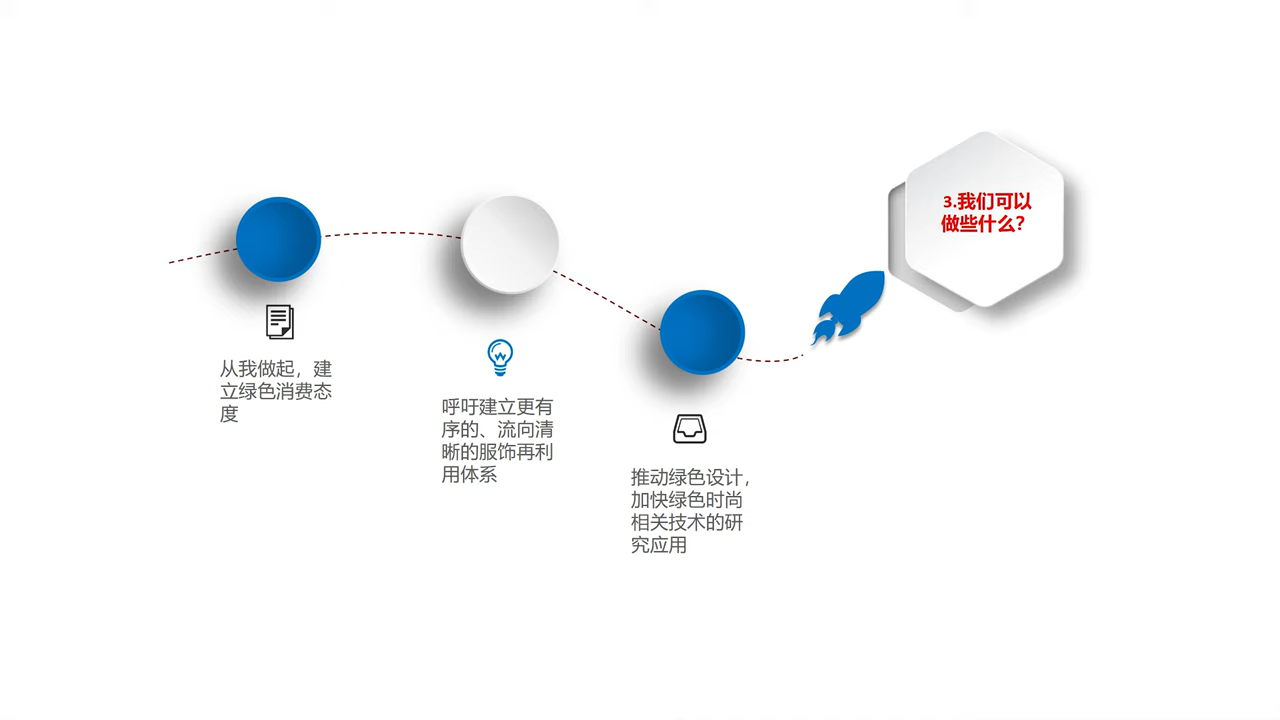 3.我们可以
做些什么？
从我做起，建
立绿色消费态
度
呼吁建立更有
序的、流向清
晰的服饰再利
用体系
推动绿色设计，
加快绿色时尚
相关技术的研
究应用